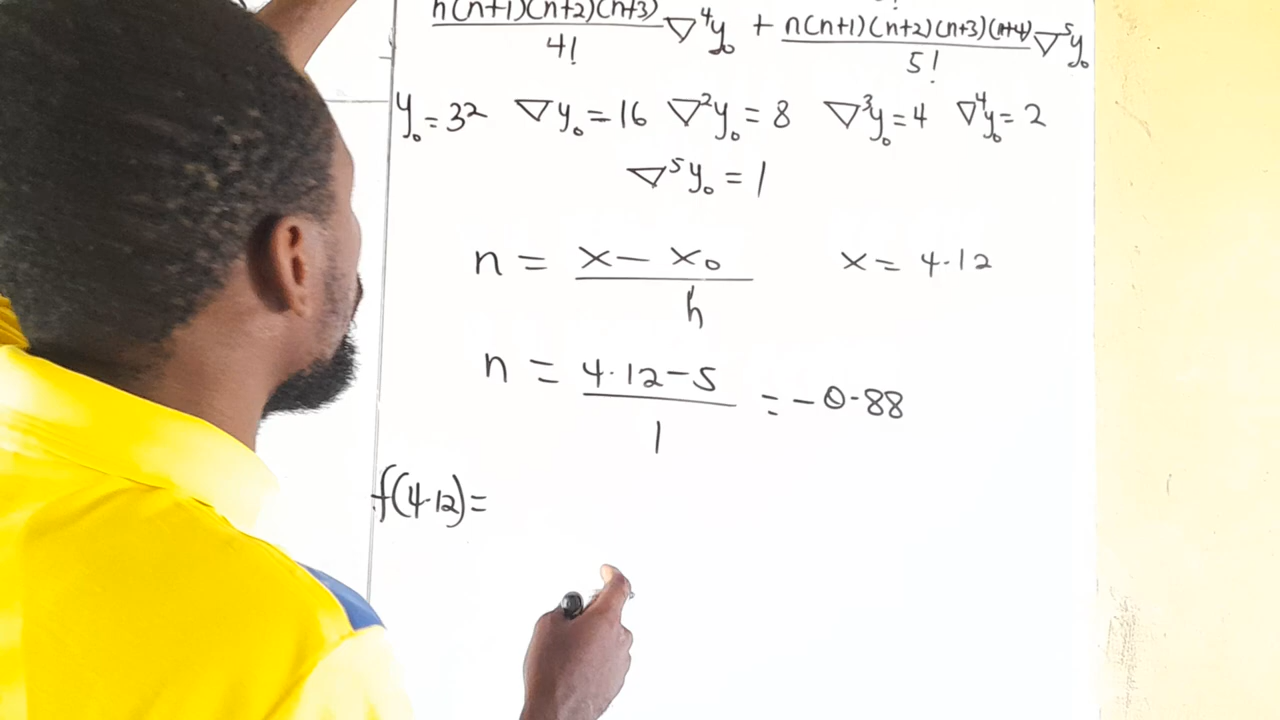 n(n+1)(n+2)(n+3)/4! ∇⁴y₀ + n(n+1)(n+2)(n+3)(n+4)/5! ∇⁵y₀
y₀=32 ∇y₀=16 ∇²y₀=8 ∇³y₀=4 ∇⁴y₀=2
∇⁵y₀=1
n = (x-x₀)/h x=4.12
n = (4.12-5)/1 = -0.88
f(4.12)=